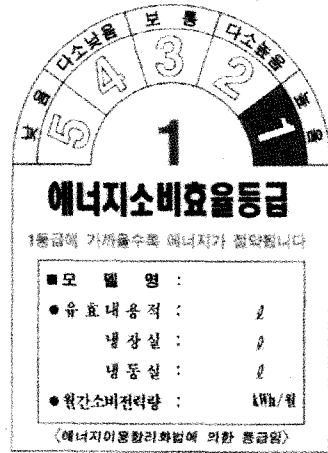 낮음 다소낮음 보통 다소높음 높음
5 4 3 2 1
1
에너지소비효율등급
1등급에 가까울수록 에너지가 절약됩니다
■모 델 명 :
●유효내용적 : ℓ
냉장실 : ℓ
냉동실 : ℓ
●월간소비전력량 : kWh/월
〈에너지이용합리화법에 의한 등급임〉